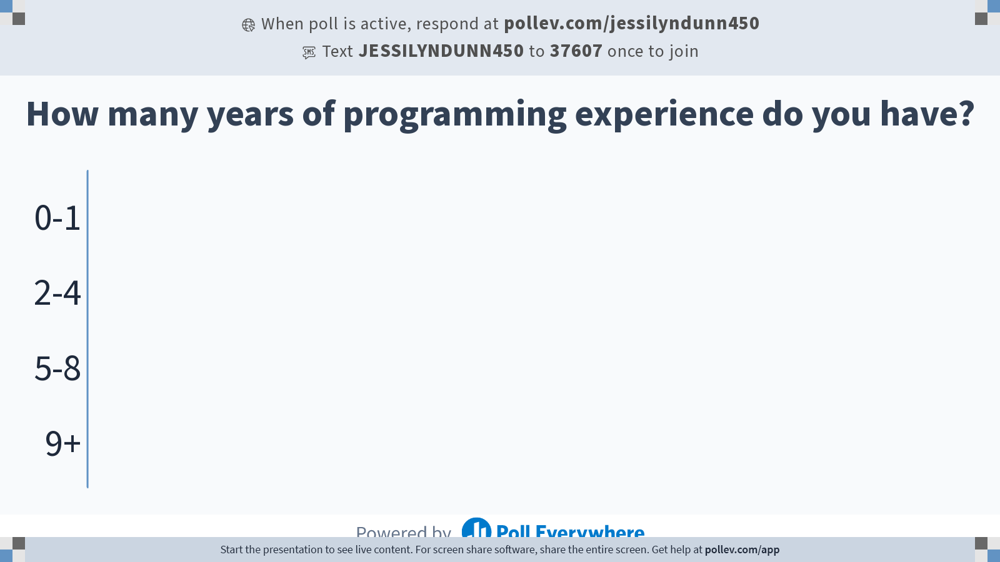 When poll is active, respond at pollev.com/jessilyndunn450
Text JESSILYNDUNN450 to 37607 once to join
How many years of programming experience do you have?
0-1
2-4
5-8
9+
Powered by Poll Everywhere
Start the presentation to see live content. For screen share software, share the entire screen. Get help at pollev.com/app